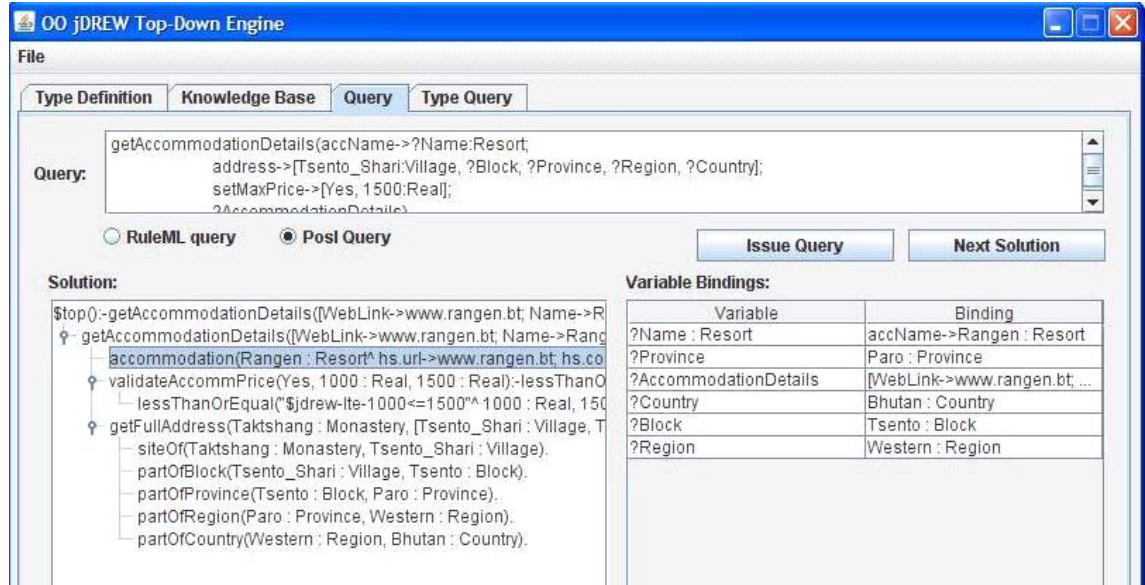 OO jDREW Top-Down Engine
File
Type Definition Knowledge Base Query Type Query
Query:
getAccommodationDetails(accName->?Name:Resort;
address->[Tsento_Shari:Village, ?Block, ?Province, ?Region, ?Country];
setMaxPrice->[Yes, 1500:Real];
?AccommodationDetails)
RuleML query Posl Query Issue Query Next Solution
Solution:
$top():-getAccommodationDetails([WebLink->www.rangen.bt; Name->R
getAccommodationDetails([WebLink->www.rangen.bt; Name->Rang
accommodation(Rangen : Resort^ hs.url->www.rangen.bt; hs.co
validateAccommPrice(Yes, 1000 : Real, 1500 : Real):-lessThanO
lessThanOrEqual("$jdrew-lte-1000<=1500"^ 1000 : Real, 150
getFullAddress(Taktshang : Monastery, [Tsento_Shari : Village, T
siteOf(Taktshang : Monastery, Tsento_Shari : Village).
partOfBlock(Tsento_Shari : Village, Tsento : Block).
partOfProvince(Tsento : Block, Paro : Province).
partOfRegion(Paro : Province, Western : Region).
partOfCountry(Western : Region, Bhutan : Country).
Variable Bindings:
Variable Binding
?Name : Resort accName->Rangen : Resort
?Province Paro : Province
?AccommodationDetails [WebLink->www.rangen.bt; ...
?Country Bhutan : Country
?Block Tsento : Block
?Region Western : Region